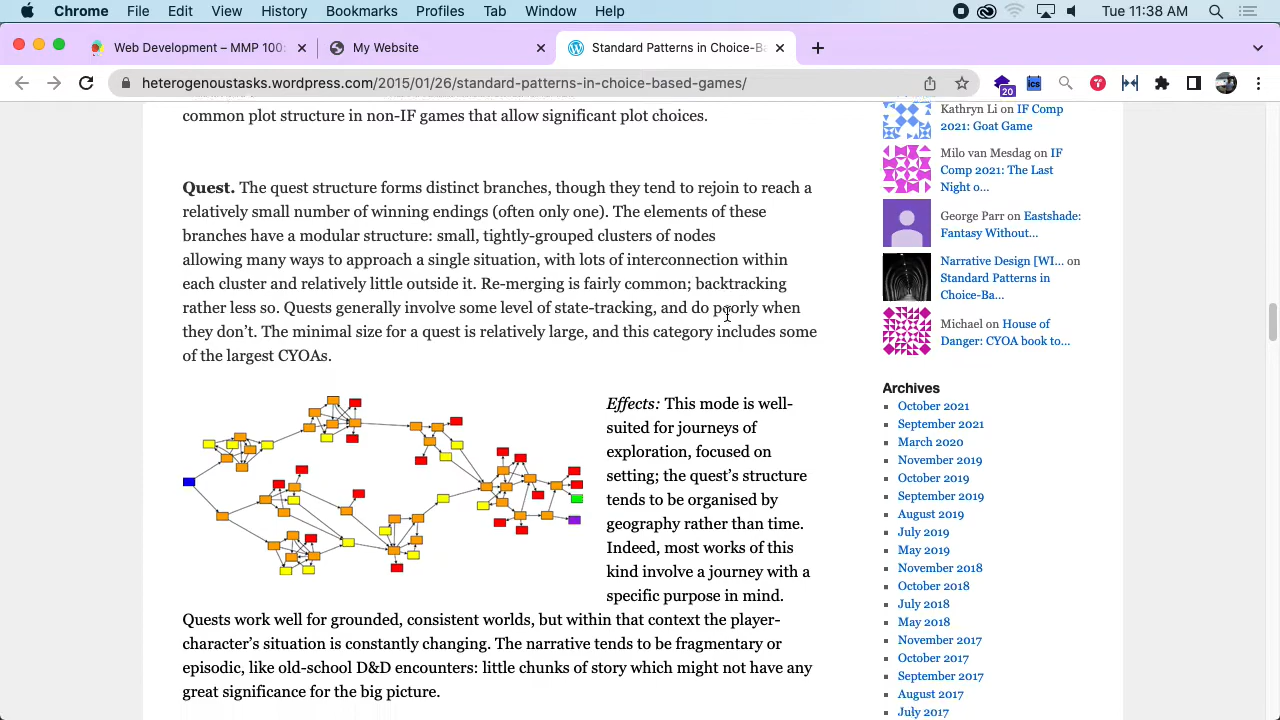 Chrome File Edit View History Bookmarks Profiles Tab Window Help Tue 11:38 AM
Web Development – MMP 100: My Website Standard Patterns in Choice-Ba
heterogenoustasks.wordpress.com/2015/01/26/standard-patterns-in-choice-based-games/
20
ics
common plot structure in non-IF games that allow significant plot choices.
Quest. The quest structure forms distinct branches, though they tend to rejoin to reach a
relatively small number of winning endings (often only one). The elements of these
branches have a modular structure: small, tightly-grouped clusters of nodes
allowing many ways to approach a single situation, with lots of interconnection within
each cluster and relatively little outside it. Re-merging is fairly common; backtracking
rather less so. Quests generally involve some level of state-tracking, and do poorly when
they don't. The minimal size for a quest is relatively large, and this category includes some
of the largest CYOAs.
Effects: This mode is well-
suited for journeys of
exploration, focused on
setting; the quest's structure
tends to be organised by
geography rather than time.
Indeed, most works of this
kind involve a journey with a
specific purpose in mind.
Quests work well for grounded, consistent worlds, but within that context the player-
character's situation is constantly changing. The narrative tends to be fragmentary or
episodic, like old-school D&D encounters: little chunks of story which might not have any
great significance for the big picture.
Kathryn Li on IF Comp
2021: Goat Game
Milo van Mesdag on IF
Comp 2021: The Last
Night o...
George Parr on Eastshade:
Fantasy Without...
Narrative Design [WI... on
Standard Patterns in
Choice-Ba...
Michael on House of
Danger: CYOA book to...
Archives
October 2021
September 2021
March 2020
November 2019
October 2019
September 2019
August 2019
July 2019
May 2019
November 2018
October 2018
July 2018
May 2018
November 2017
October 2017
September 2017
August 2017
July 2017